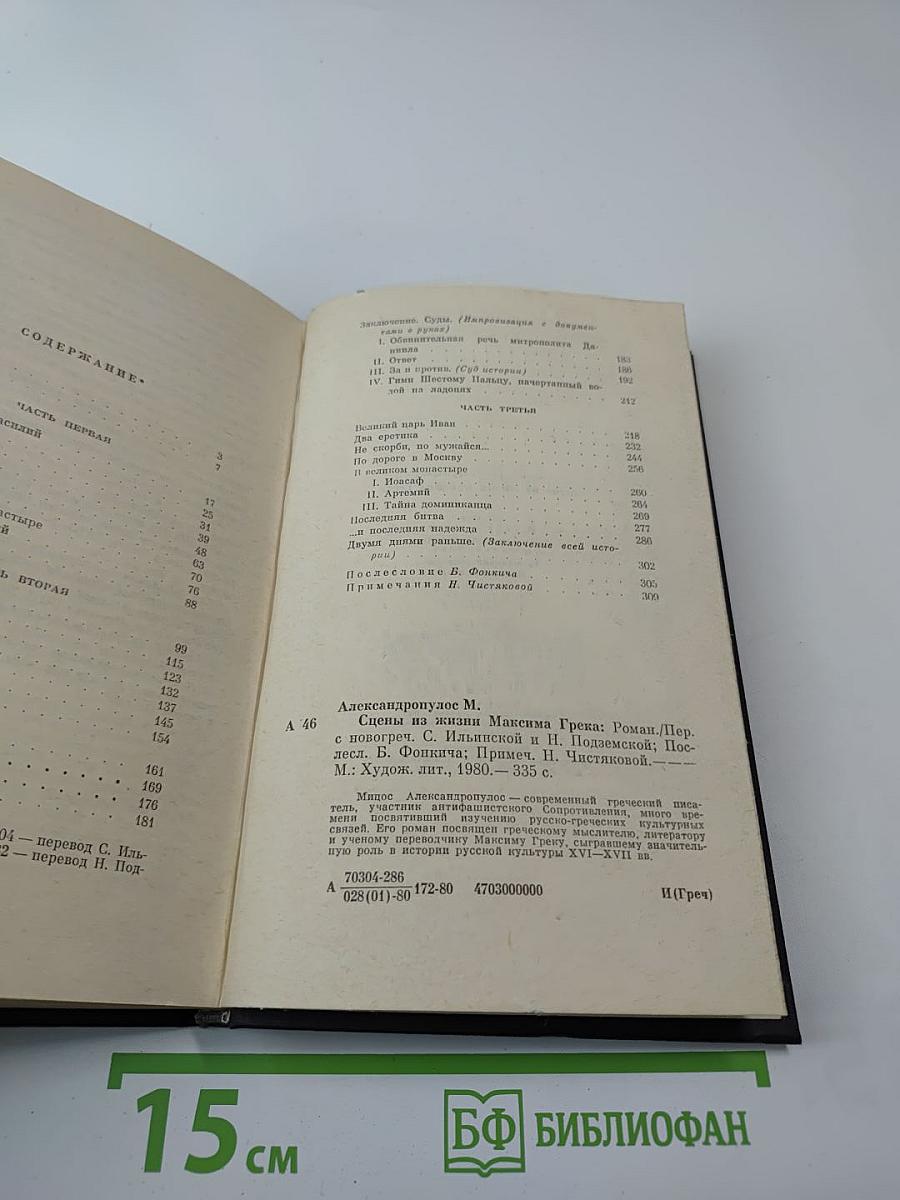 СОДЕРЖАНИЕ*
ЧАСТЬ ПЕРВАЯ
3
асилий
7
17
25
астыре 31
ий 39
48
63
70
76
Ь ВТОРАЯ 88
99
115
123
132
137
145
154
161
169
176
181
04 — перевод С. Иль-
2 — перевод Н. Под-
Заключение. Суды. (Импровизация с докумен-
тами в руках)
I. Обвинительная речь митрополита Да-
ниила 183
II. Ответ 186
III. За и против. (Суд истории) 192
IV. Гимн Шестому Пальцу, начертанный во-
дой на ладонях 212
ЧАСТЬ ТРЕТЬЯ
Великий царь Иван 218
Два еретика 232
Не скорби, но мужайся... 244
По дороге в Москву 256
В великом монастыре
I. Иоасаф 260
II. Артемий 264
III. Тайна доминиканца 269
Последняя битва 277
...и последняя надежда 286
Двумя днями раньше. (Заключение всей исто-
рии) 302
Послесловие Б. Фонкича 305
Примечания Н. Чистяковой 309
Александропулос М.
А 46 Сцены из жизни Максима Грека: Роман./Пер.
с новогреч. С. Ильинской и Н. Подземской; Пос-
лесл. Б. Фонкича; Примеч. Н. Чистяковой.———
М.: Худож. лит., 1980.— 335 с.
Мицос Александропулос — современный греческий писа-
тель, участник антифашистского Сопротивления, много вре-
мени посвятивший изучению русско-греческих культурных
связей. Его роман посвящен греческому мыслителю, литератору
и ученому переводчику Максиму Греку, сыгравшему значитель-
ную роль в истории русской культуры XVI—XVII вв.
А 70304-286
028(01)-80 172-80 4703000000 И(Греч)
15 см
БФ БИБЛИОФАН